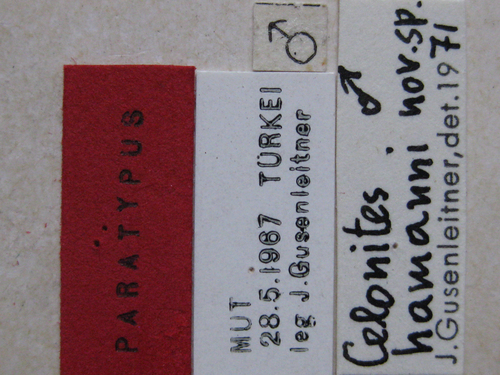 ♂
PARATYPUS
MUT TÜRKEI
28.5.1967
leg J.Gusenleitner
Celonites ♂
hamanni nov.sp.
J.Gusenleitner, det.1971